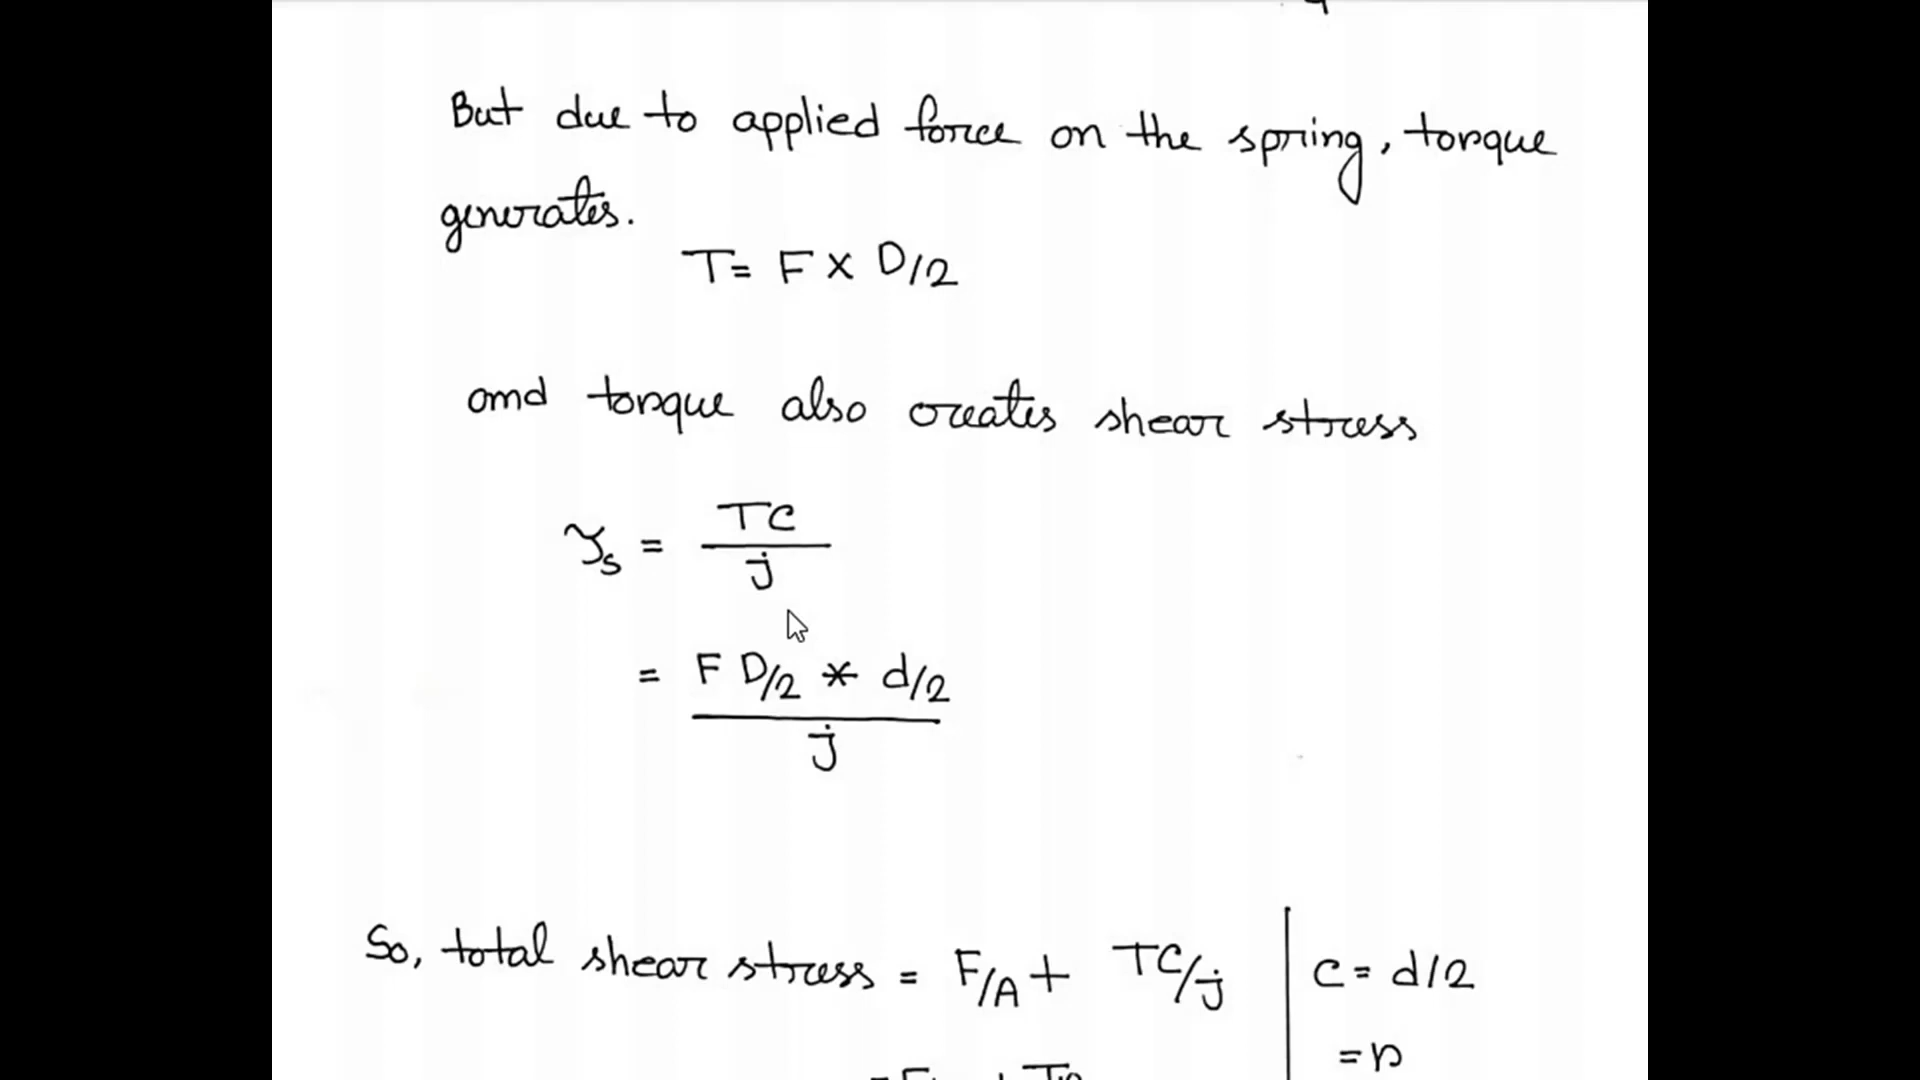 But due to applied force on the spring, torque
generates.
T = F × D/2
and torque also creates shear stress
τs = TC / j
= F D/2 * d/2 / j
So, total shear stress = F/A + TC/j
c = d/2
= r